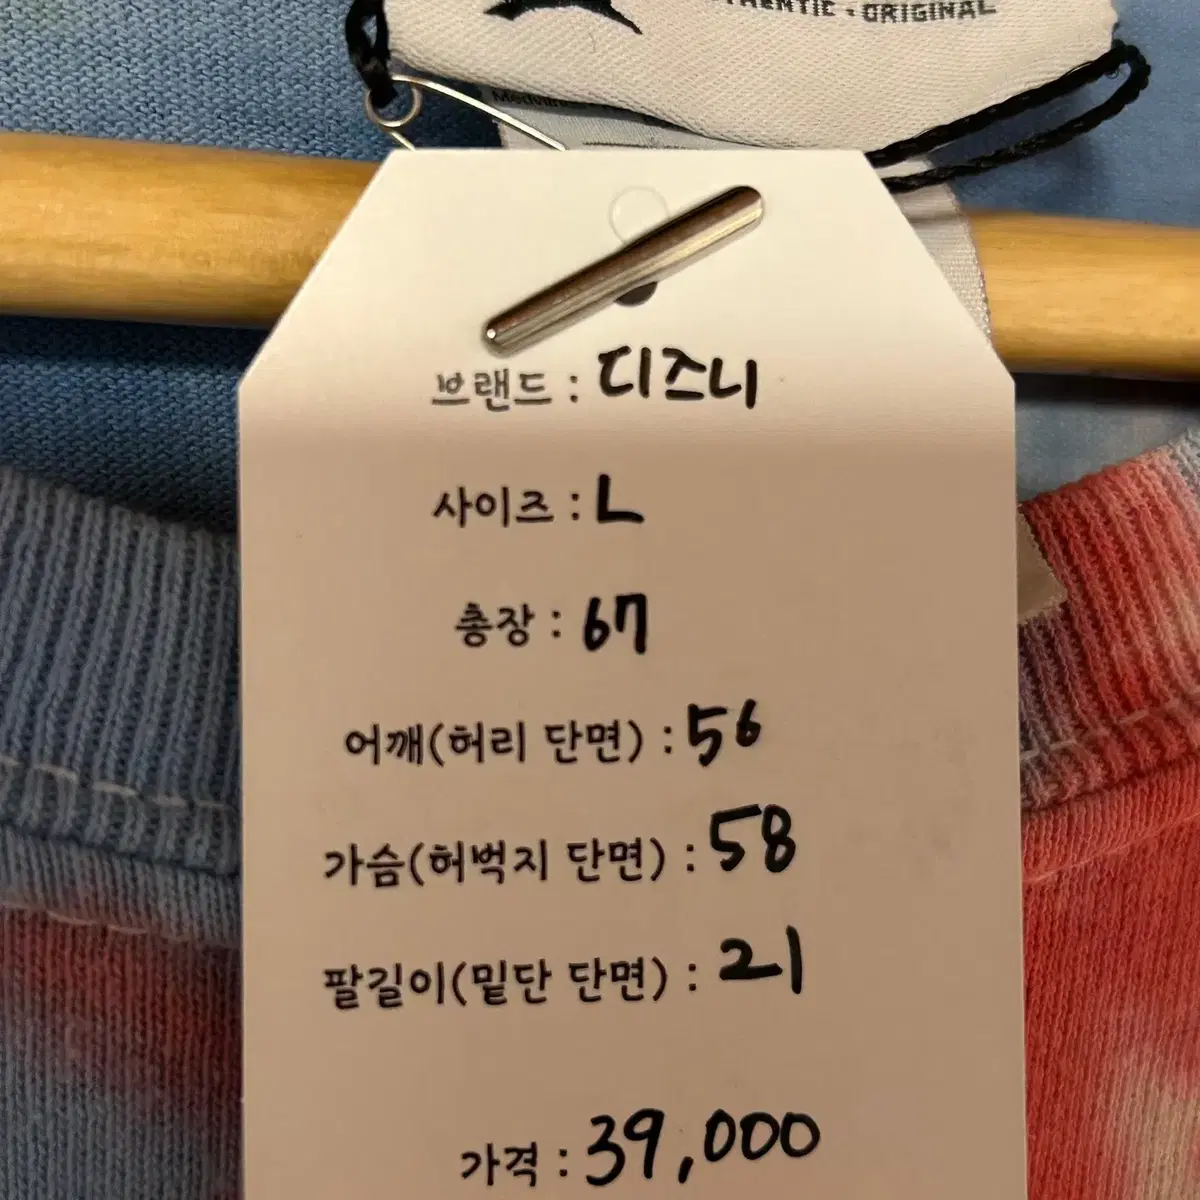 · ORIGINAL
브랜드 : 디즈니
사이즈 : L
총장 : 67
어깨(허리 단면) : 56
가슴(허벅지 단면) : 58
팔길이(밑단 단면) : 21
가격 : 39,000